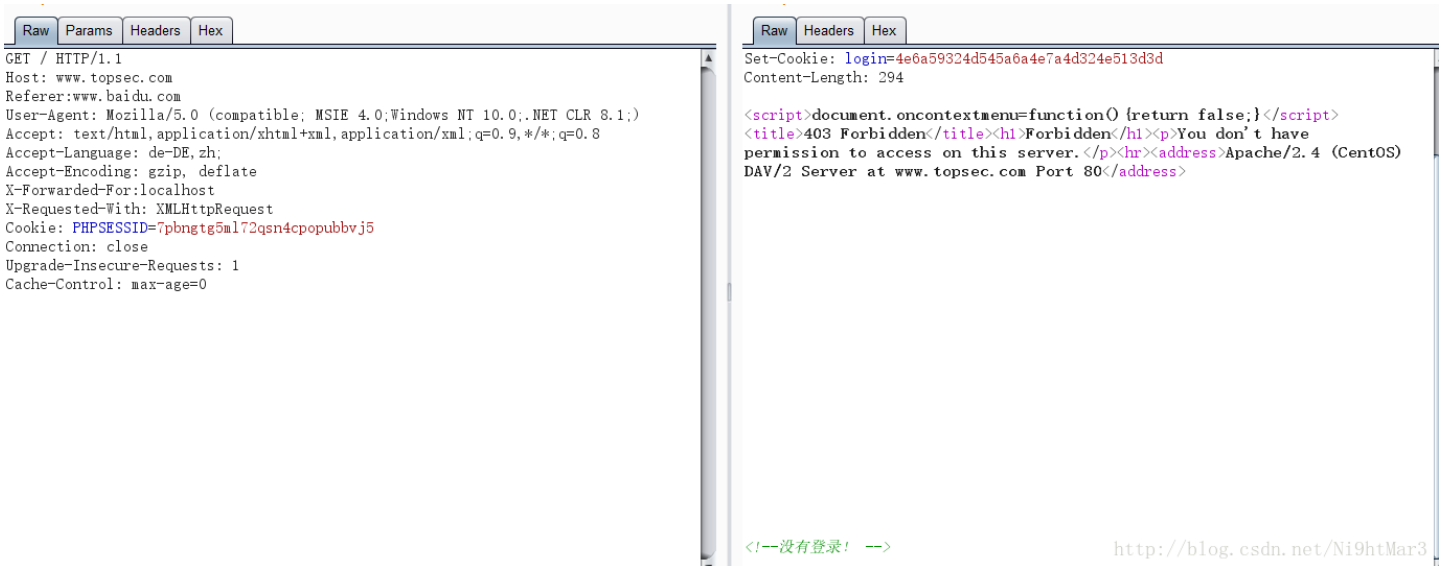 Raw Params Headers Hex
GET / HTTP/1.1
Host: www.topsec.com
Referer:www.baidu.com
User-Agent: Mozilla/5.0 (compatible; MSIE 4.0;Windows NT 10.0;.NET CLR 8.1;)
Accept: text/html,application/xhtml+xml,application/xml;q=0.9,*/*;q=0.8
Accept-Language: de-DE,zh;
Accept-Encoding: gzip, deflate
X-Forwarded-For:localhost
X-Requested-With: XMLHttpRequest
Cookie: PHPSESSID=7pbngtg5ml72qsn4cpopubbvj5
Connection: close
Upgrade-Insecure-Requests: 1
Cache-Control: max-age=0
Raw Headers Hex
Set-Cookie: login=4e6a59324d545a6a4e7a4d324e513d3d
Content-Length: 294
<script>document.oncontextmenu=function(){return false;}</script>
<title>403 Forbidden</title><h1>Forbidden</h1><p>You don't have
permission to access on this server.</p><hr><address>Apache/2.4 (CentOS)
DAV/2 Server at www.topsec.com Port 80</address>
<!--没有登录! -->
http://blog.csdn.net/Ni9htMar3